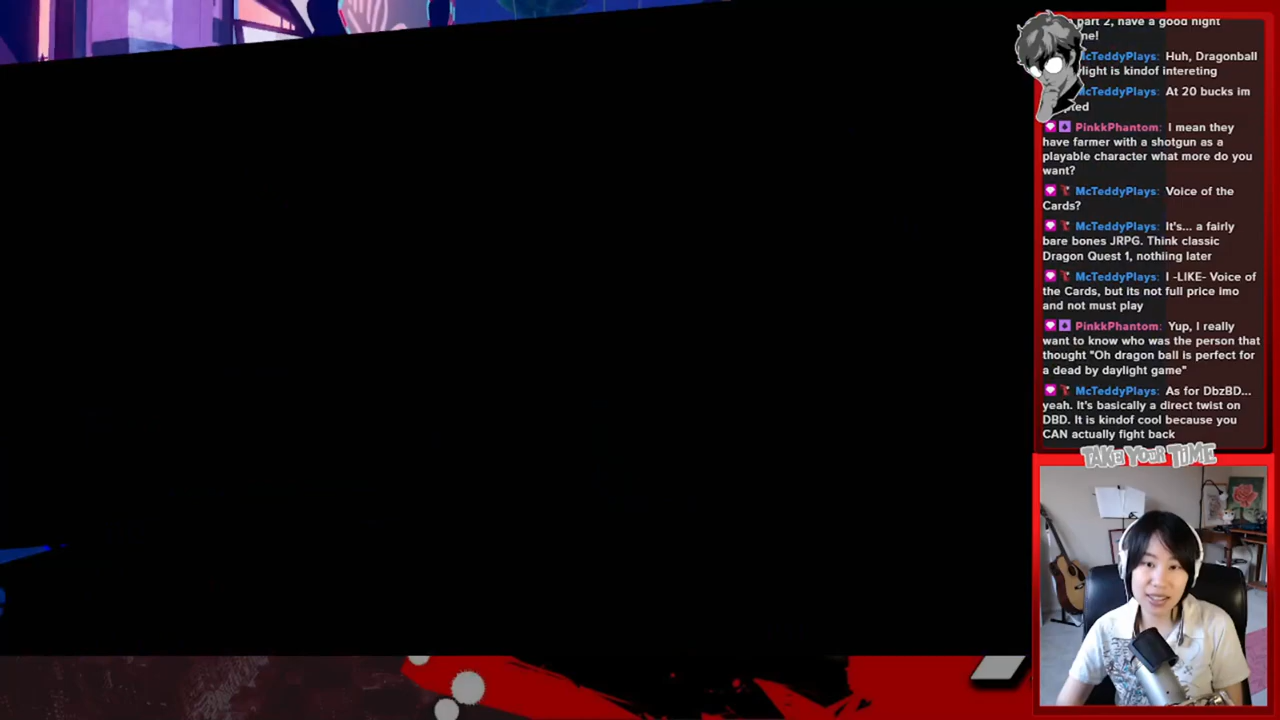 part 2, have a good night
me!
McTeddyPlays: Huh, Dragonball
light is kindof intereting
McTeddyPlays: At 20 bucks im
pted
PinkkPhantom: I mean they
have farmer with a shotgun as a
playable character what more do you
want?
McTeddyPlays: Voice of the
Cards?
McTeddyPlays: It's... a fairly
bare bones JRPG. Think classic
Dragon Quest 1, nothiing later
McTeddyPlays: I -LIKE- Voice of
the Cards, but its not full price imo
and not must play
PinkkPhantom: Yup, I really
want to know who was the person that
thought "Oh dragon ball is perfect for
a dead by daylight game"
McTeddyPlays: As for DbzBD...
yeah. It's basically a direct twist on
DBD. It is kindof cool because you
CAN actually fight back
TAKE YOUR TIME